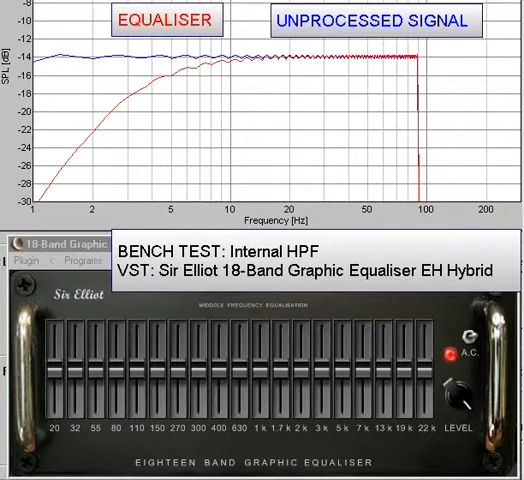 -8
EQUALISER
UNPROCESSED SIGNAL
-10
-12
-14
-16
-18
-20
-22
-24
-26
-28
-30
SPL [dB]
1 2 5 10 20 50 100 200
Frequency [Hz]
18-Band Graphic
Plugin < Programs
BENCH TEST: Internal HPF
VST: Sir Elliot 18-Band Graphic Equaliser EH Hybrid
Sir Elliot
MIDDLE FREQUENCY EQUALISATION
A.C.
20 32 55 80 110 150 270 300 400 630 1 k 1.7 k 2 k 3 k 5 k 7 k 13 k 19 k 22 k
LEVEL
EIGHTEEN BAND GRAPHIC EQUALISER